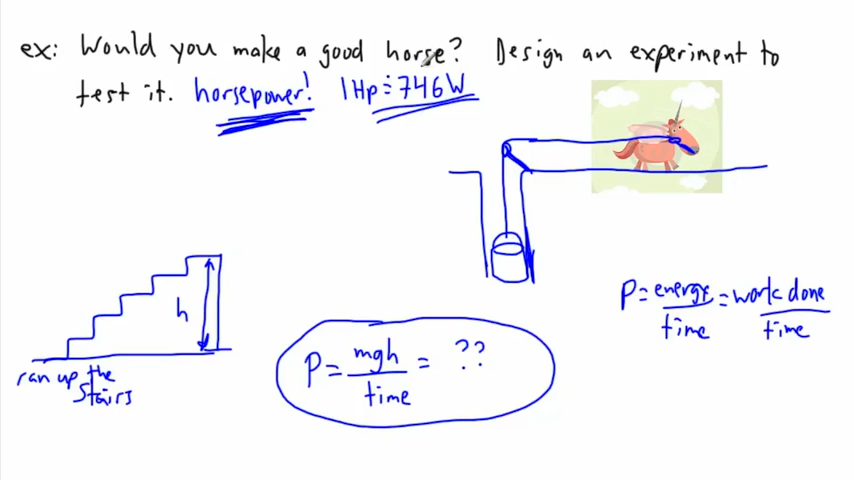 ex: Would you make a good horse? Design an experiment to
test it. horsepower! 1Hp = 746W
h
ran up the
stairs
P = mgh / time = ??
P = energy / time = work done / time